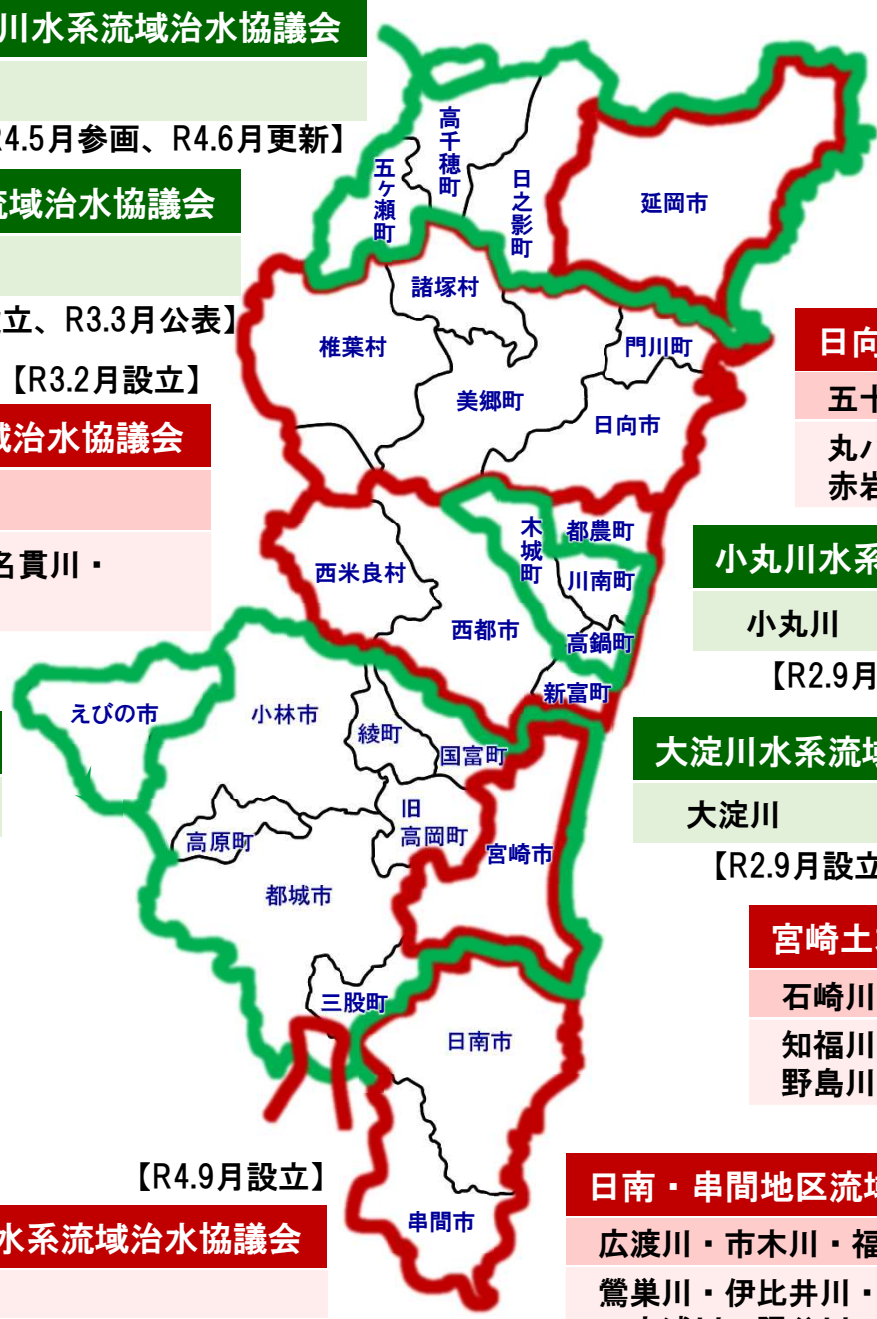 川水系流域治水協議会
R4.5月参画、R4.6月更新】
流域治水協議会
立、R3.3月公表】
【R3.2月設立】
域治水協議会
名貫川・
高千穂町
五ヶ瀬町
日之影町
延岡市
諸塚村
椎葉村
門川町
美郷町
日向市
木城町
都農町
西米良村
川南町
西都市
高鍋町
新富町
えびの市
小林市
綾町
国富町
旧
高岡町
高原町
宮崎市
都城市
三股町
日南市
串間市
日向
五十
丸バ
赤岩
小丸川水系
小丸川
【R2.9月
大淀川水系流域
大淀川
【R2.9月設立
宮崎土
石崎川
知福川
野島川
【R4.9月設立】
水系流域治水協議会
日南・串間地区流域
広渡川・市木川・福
鶯巣川・伊比井川・